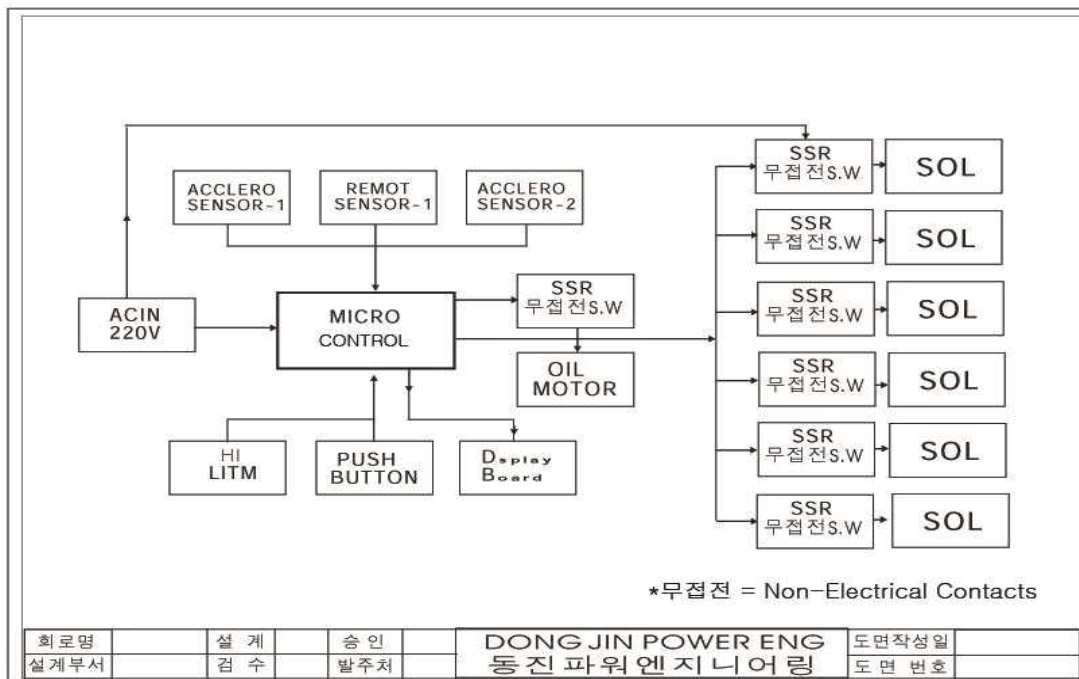 SSR
무접전S.W
SOL
ACCLERO
SENSOR-1
REMOT
SENSOR-1
ACCLERO
SENSOR-2
SSR
무접전S.W
SOL
ACIN
220V
MICRO
CONTROL
SSR
무접전S.W
SSR
무접전S.W
SOL
OIL
MOTOR
SSR
무접전S.W
SOL
HI
LITM
PUSH
BUTTON
Dsplay
Board
SSR
무접전S.W
SOL
SSR
무접전S.W
SOL
*무접전 = Non-Electrical Contacts
회로명 설 계 승 인 DONG JIN POWER ENG 도면작성일
설계부서 검 수 발주처 동진파워엔지니어링 도 면 번호